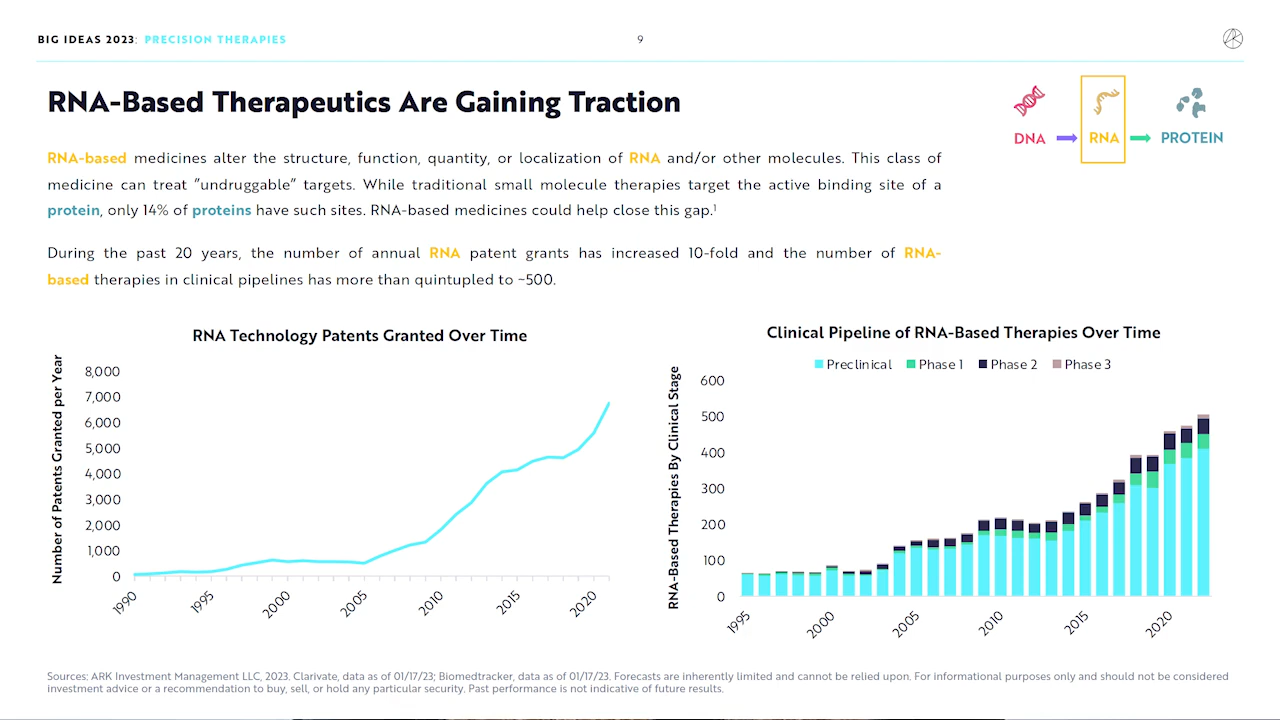 BIG IDEAS 2023: PRECISION THERAPIES
9
RNA-Based Therapeutics Are Gaining Traction
DNA
RNA
PROTEIN
RNA-based medicines alter the structure, function, quantity, or localization of RNA and/or other molecules. This class of
medicine can treat ”undruggable” targets. While traditional small molecule therapies target the active binding site of a
protein, only 14% of proteins have such sites. RNA-based medicines could help close this gap.¹
During the past 20 years, the number of annual RNA patent grants has increased 10-fold and the number of RNA-
based therapies in clinical pipelines has more than quintupled to ~500.
RNA Technology Patents Granted Over Time
Number of Patents Granted per Year
8,000
7,000
6,000
5,000
4,000
3,000
2,000
1,000
0
1990
1995
2000
2005
2010
2015
2020
Clinical Pipeline of RNA-Based Therapies Over Time
Preclinical
Phase 1
Phase 2
Phase 3
RNA-Based Therapies By Clinical Stage
600
500
400
300
200
100
0
1995
2000
2005
2010
2015
2020
Sources: ARK Investment Management LLC, 2023. Clarivate, data as of 01/17/23; Biomedtracker, data as of 01/17/23. Forecasts are inherently limited and cannot be relied upon. For informational purposes only and should not be considered
investment advice or a recommendation to buy, sell, or hold any particular security. Past performance is not indicative of future results.